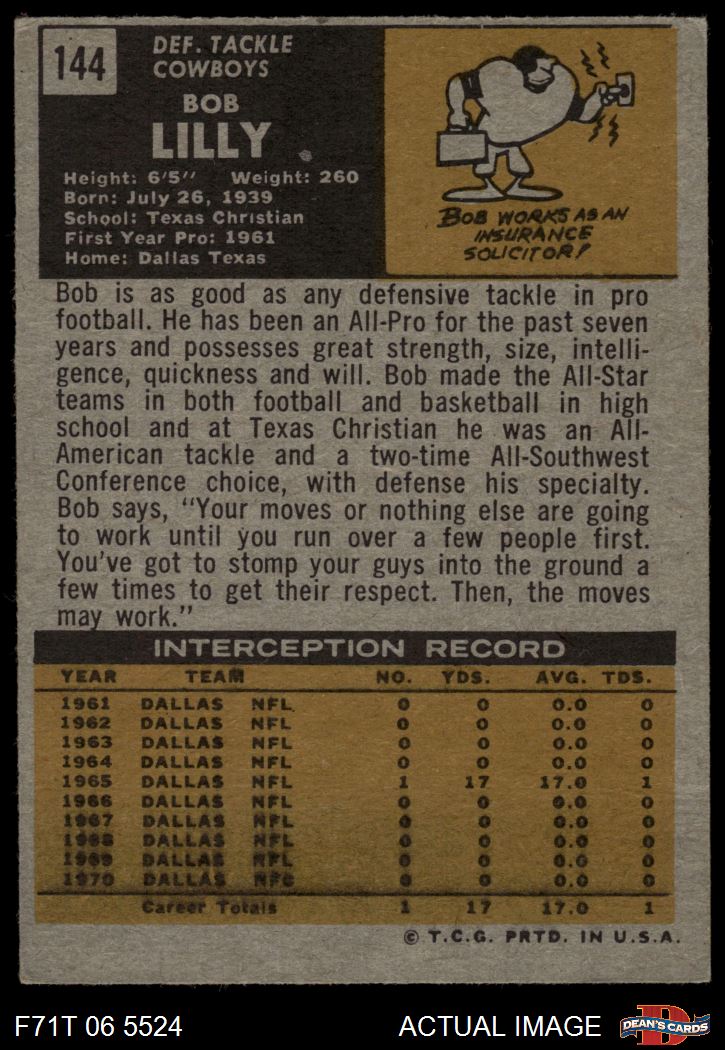 144
DEF. TACKLE
COWBOYS
BOB
LILLY
Height: 6'5" Weight: 260
Born: July 26, 1939
School: Texas Christian
First Year Pro: 1961
Home: Dallas Texas
BOB WORKS AS AN
INSURANCE
SOLICITOR!
Bob is as good as any defensive tackle in pro
football. He has been an All-Pro for the past seven
years and possesses great strength, size, intelli-
gence, quickness and will. Bob made the All-Star
teams in both football and basketball in high
school and at Texas Christian he was an All-
American tackle and a two-time All-Southwest
Conference choice, with defense his specialty.
Bob says, "Your moves or nothing else are going
to work until you run over a few people first.
You've got to stomp your guys into the ground a
few times to get their respect. Then, the moves
may work."
INTERCEPTION RECORD
YEAR TEAM NO. YDS. AVG. TDS.
1961 DALLAS NFL 0 0 0.0 0
1962 DALLAS NFL 0 0 0.0 0
1963 DALLAS NFL 0 0 0.0 0
1964 DALLAS NFL 0 0 0.0 0
1965 DALLAS NFL 1 17 17.0 1
1966 DALLAS NFL 0 0 0.0 0
1967 DALLAS NFL 0 0 0.0 0
1968 DALLAS NFL 0 0 0.0 0
1969 DALLAS NFL 0 0 0.0 0
1970 DALLAS NFC 0 0 0.0 0
Career Totals 1 17 17.0 1
© T.C.G. PRTD. IN U.S.A.
F71T 06 5524 ACTUAL IMAGE
D
DEAN'S CARDS